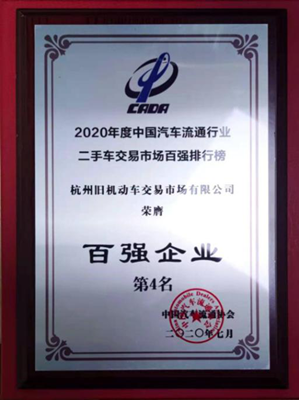 CADA
2020年度中国汽车流通行业
二手车交易市场百强排行榜
杭州旧机动车交易市场有限公司
荣膺
百强企业
第4名
中国汽车流通协会
二〇二〇年七月